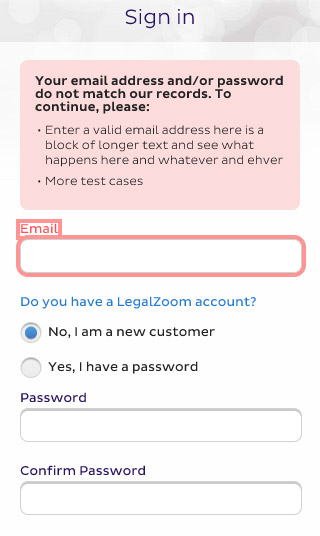 Sign in
Your email address and/or password
do not match our records. To
continue, please:
• Enter a valid email address here is a
block of longer text and see what
happens here and whatever and ehver
• More test cases
Email
Do you have a LegalZoom account?
No, I am a new customer
Yes, I have a password
Password
Confirm Password